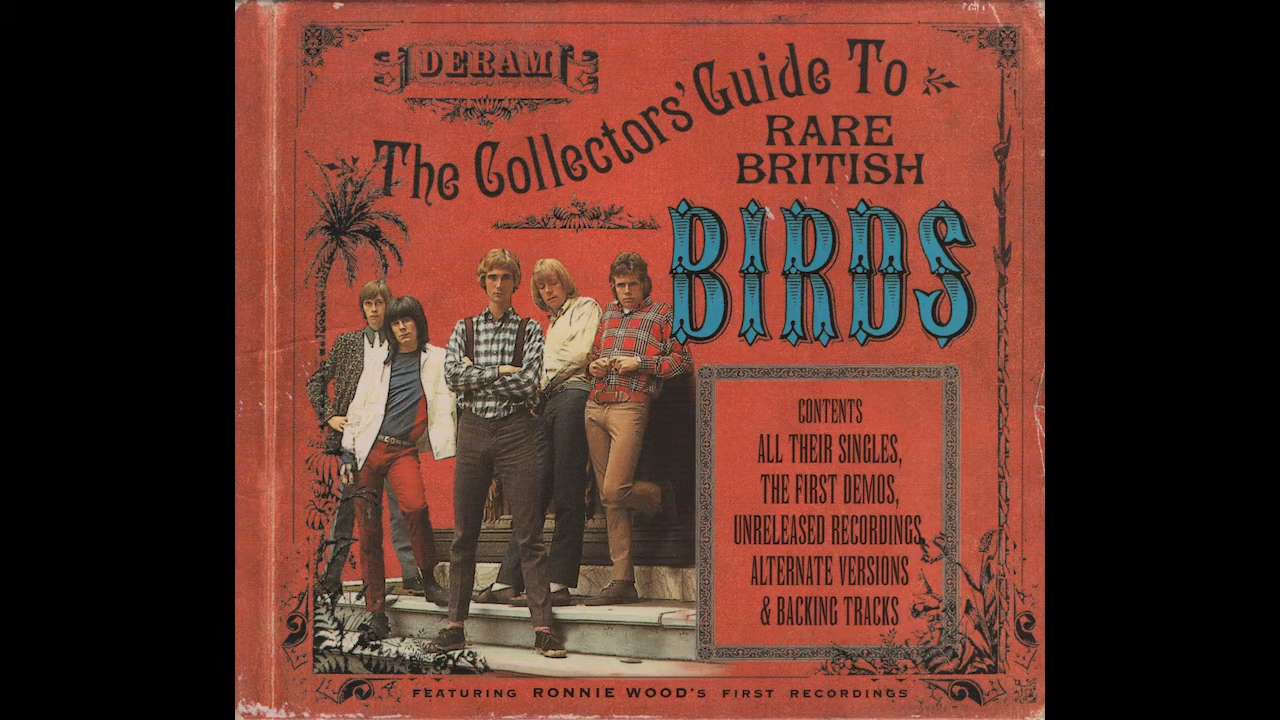 DERAM
The Collectors' Guide To
RARE
BRITISH
BIRDS
CONTENTS
ALL THEIR SINGLES,
THE FIRST DEMOS,
UNRELEASED RECORDINGS,
ALTERNATE VERSIONS
& BACKING TRACKS
FEATURING RONNIE WOOD'S FIRST RECORDINGS